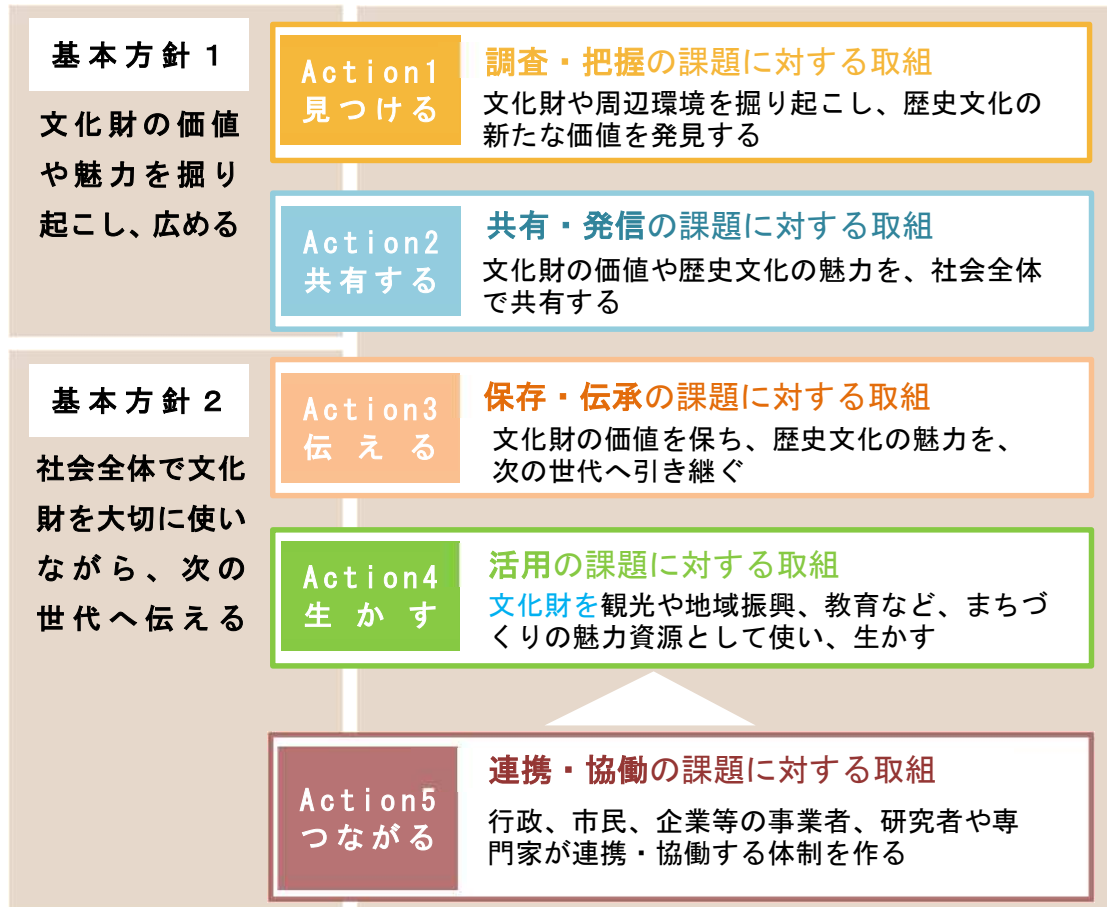 基本方針１
文化財の価値
や魅力を掘り
起こし、広める
Action1
見つける
調査・把握の課題に対する取組
文化財や周辺環境を掘り起こし、歴史文化の
新たな価値を発見する
Action2
共有する
共有・発信の課題に対する取組
文化財の価値や歴史文化の魅力を、社会全体
で共有する
基本方針２
社会全体で文化
財を大切に使い
ながら、次の
世代へ伝える
Action3
伝える
保存・伝承の課題に対する取組
文化財の価値を保ち、歴史文化の魅力を、
次の世代へ引き継ぐ
Action4
生かす
活用の課題に対する取組
文化財を観光や地域振興、教育など、まちづ
くりの魅力資源として使い、生かす
Action5
つながる
連携・協働の課題に対する取組
行政、市民、企業等の事業者、研究者や専
門家が連携・協働する体制を作る